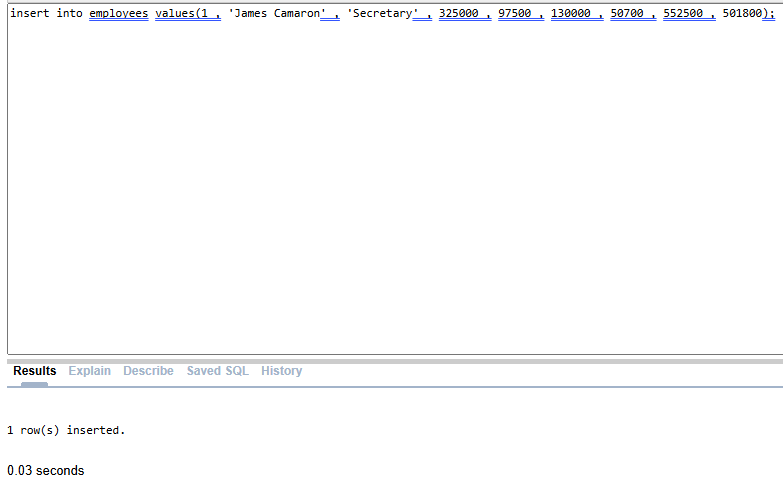 insert into employees values(1 , 'James Camaron' , 'Secretary' , 325000 , 97500 , 130000 , 50700 , 552500 , 501800);
Results Explain Describe Saved SQL History
1 row(s) inserted.
0.03 seconds